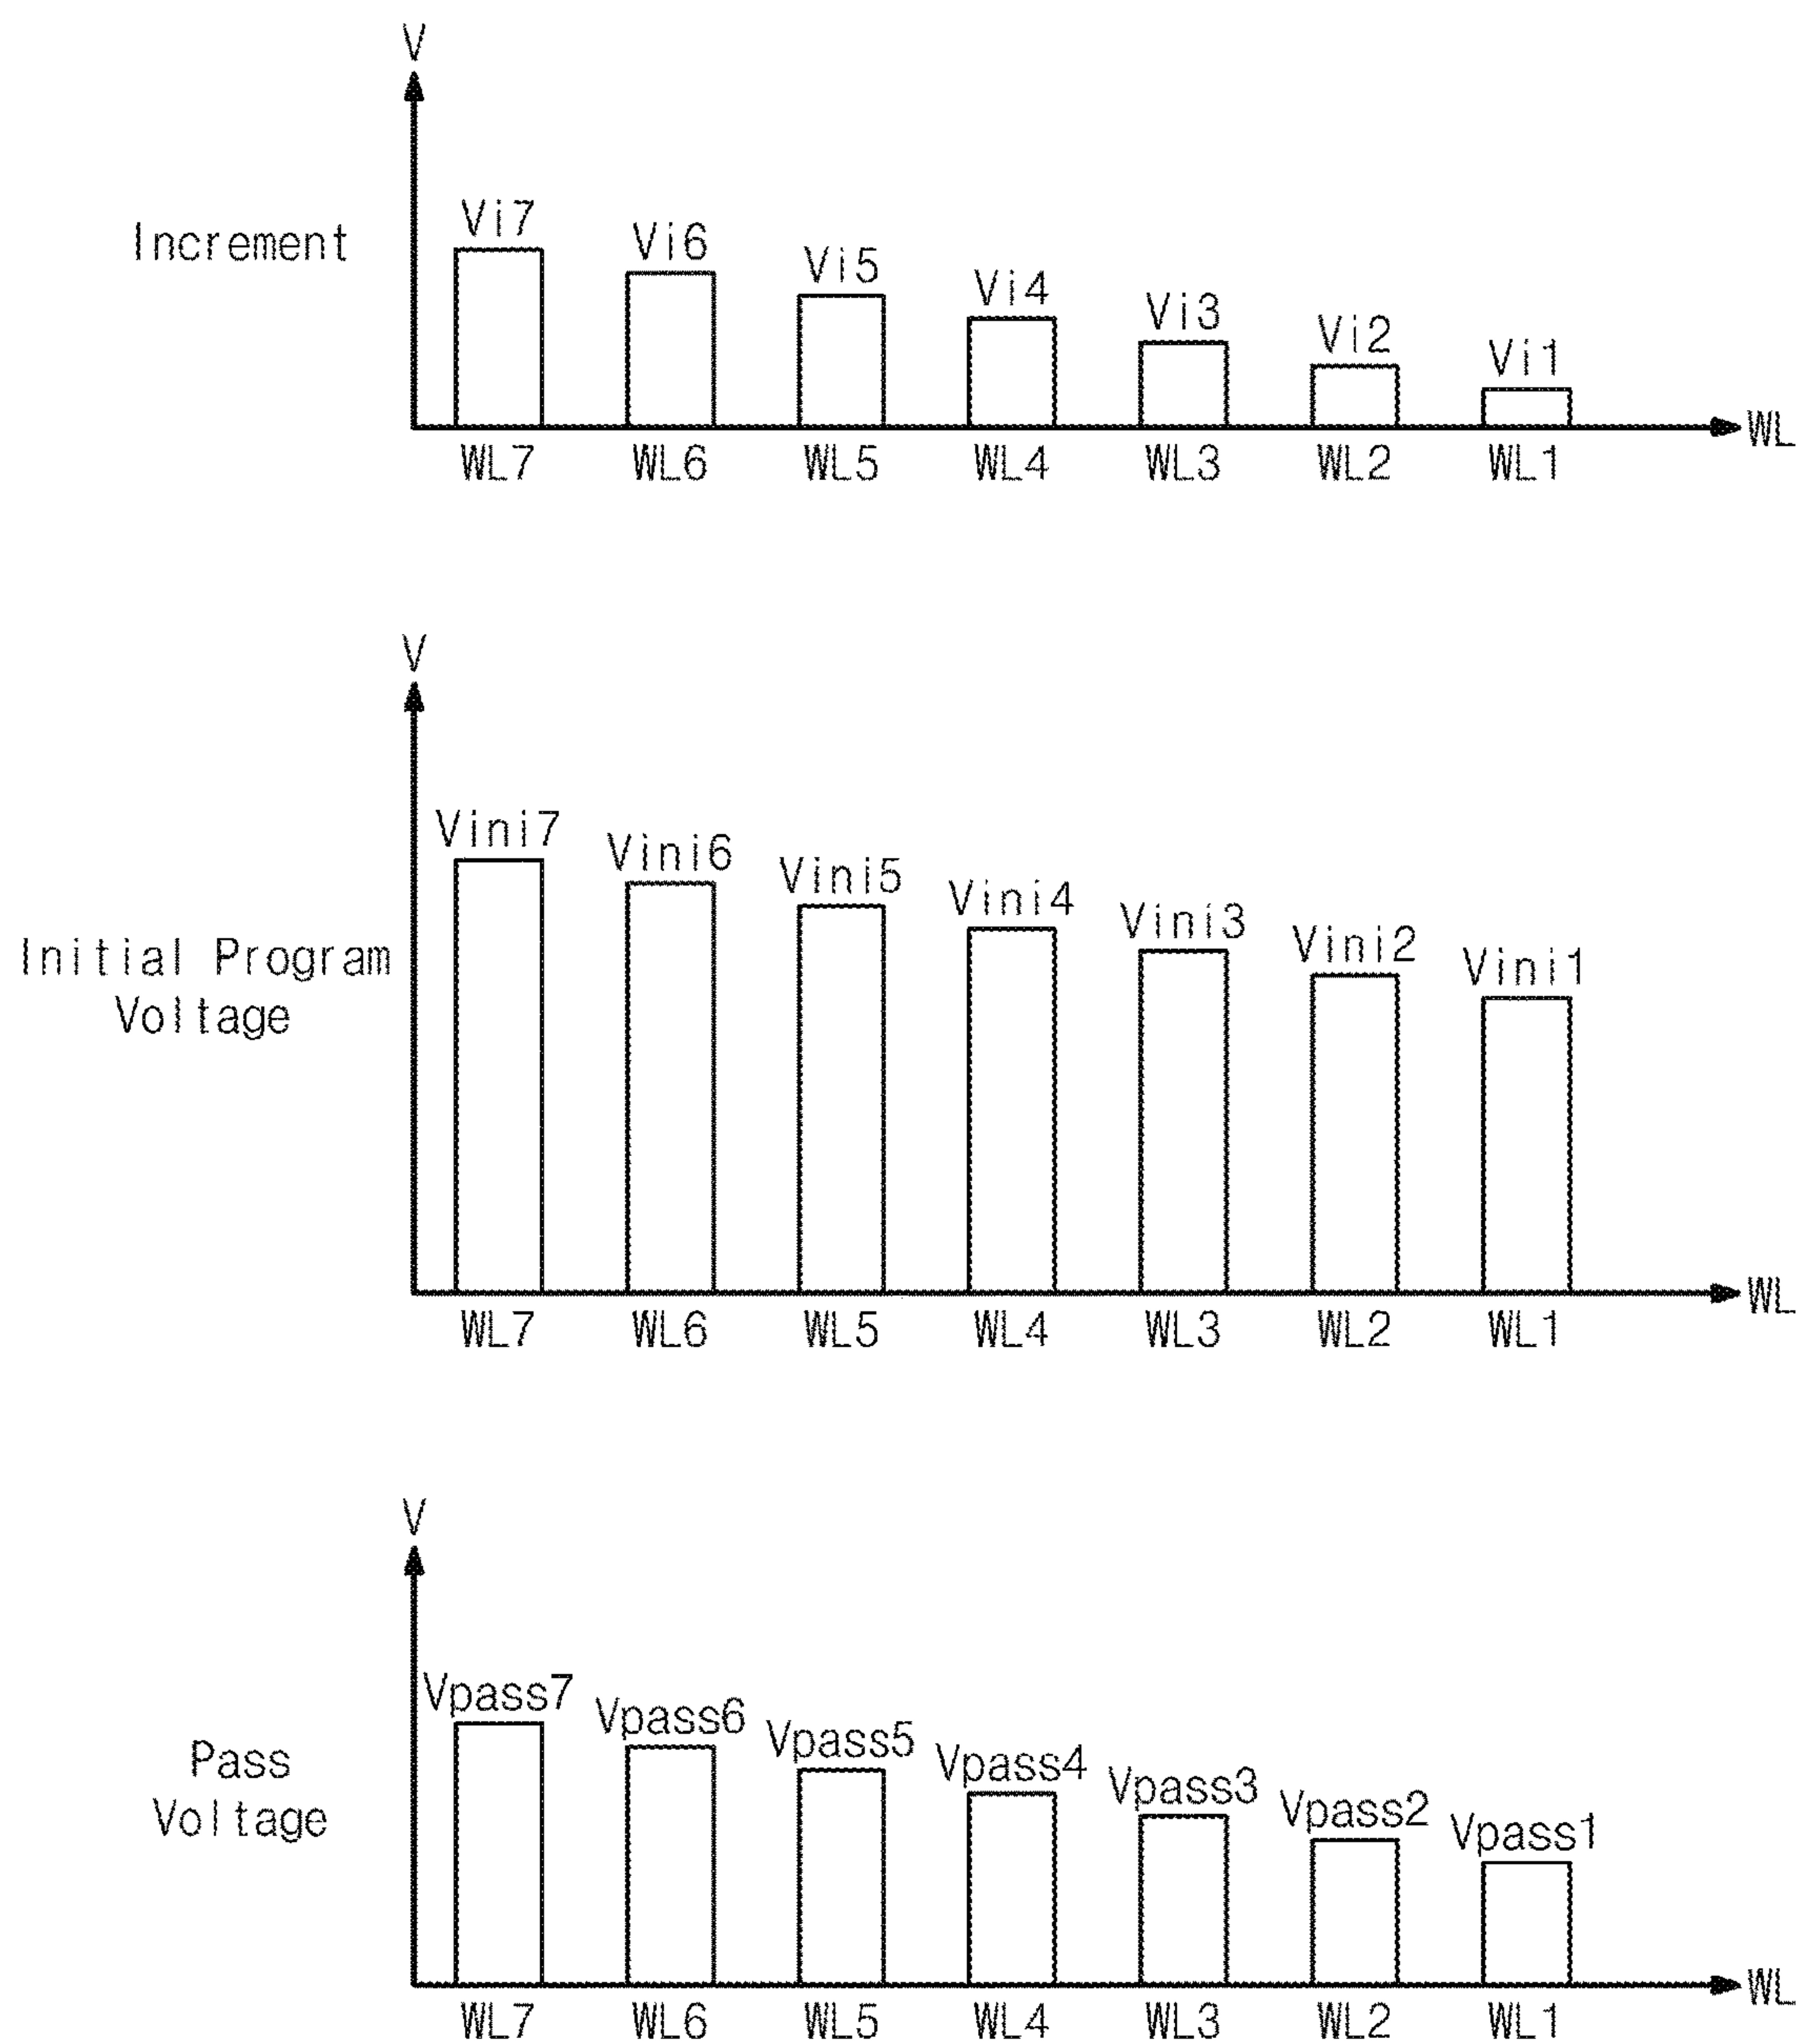 V
Increment
Vi7
Vi6
Vi5
Vi4
Vi3
Vi2
Vi1
WL
WL7 WL6 WL5 WL4 WL3 WL2 WL1
V
Initial Program
Voltage
Vini7
Vini6
Vini5
Vini4
Vini3
Vini2
Vini1
WL
WL7 WL6 WL5 WL4 WL3 WL2 WL1
V
Pass
Voltage
Vpass7
Vpass6
Vpass5
Vpass4
Vpass3
Vpass2
Vpass1
WL
WL7 WL6 WL5 WL4 WL3 WL2 WL1